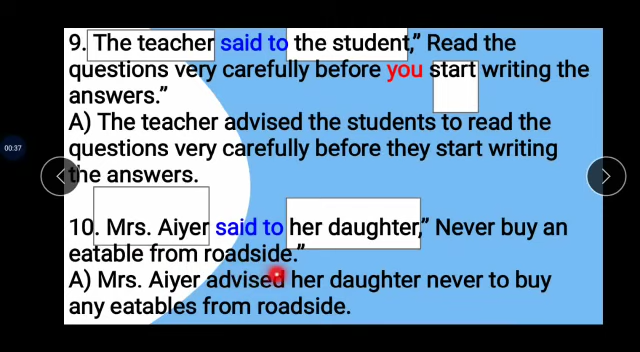 9. The teacher said to the student,” Read the
questions very carefully before you start writing the
answers.”
A) The teacher advised the students to read the
questions very carefully before they start writing
the answers.
00:37
10. Mrs. Aiyer said to her daughter,” Never buy an
eatable from roadside.”
A) Mrs. Aiyer advised her daughter never to buy
any eatables from roadside.